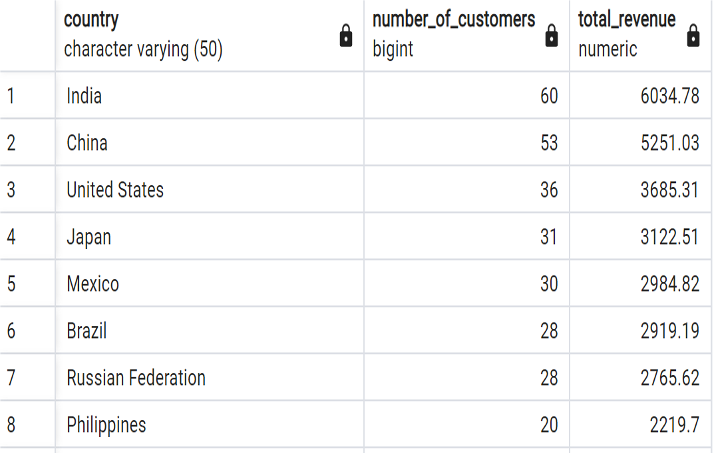 country number_of_customers total_revenue
character varying (50) bigint numeric
1 India 60 6034.78
2 China 53 5251.03
3 United States 36 3685.31
4 Japan 31 3122.51
5 Mexico 30 2984.82
6 Brazil 28 2919.19
7 Russian Federation 28 2765.62
8 Philippines 20 2219.7